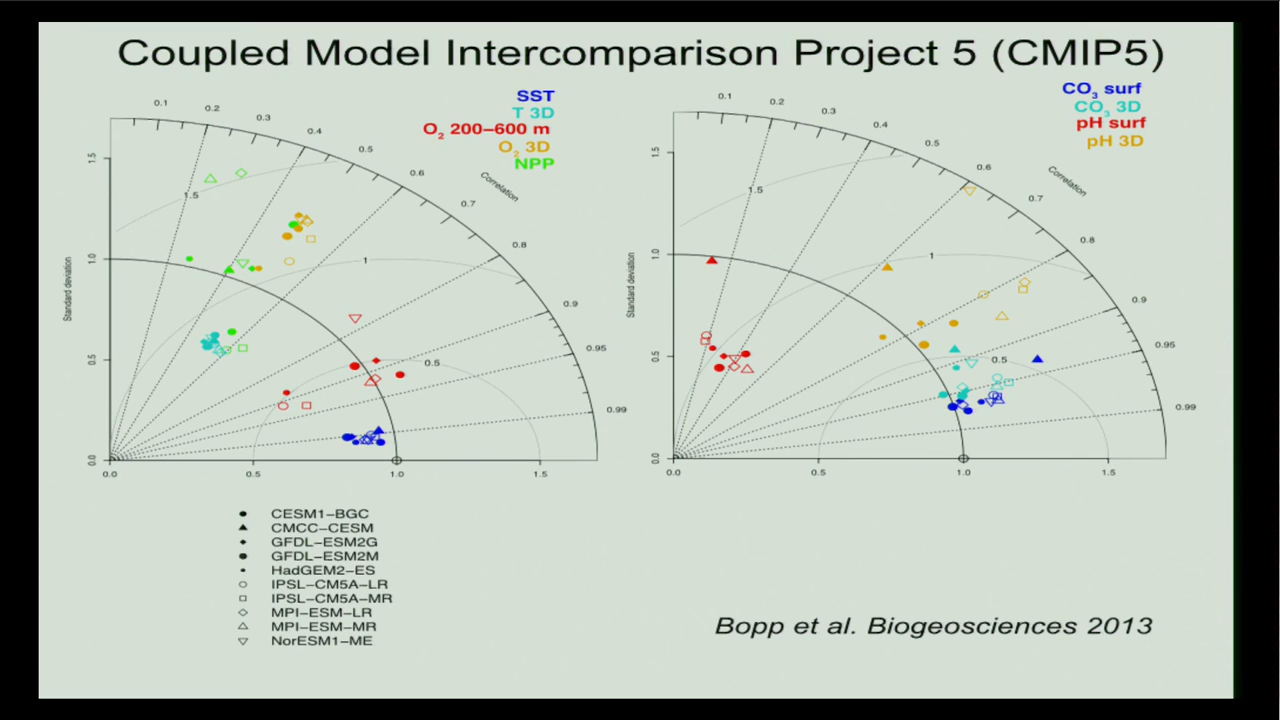 Coupled Model Intercomparison Project 5 (CMIP5)
SST
T 3D
O2 200–600 m
O2 3D
NPP
0.1
0.2
0.3
0.4
0.5
0.6
0.7
0.8
0.9
0.95
0.99
Correlation
Standard deviation
1.5
1.0
0.5
0.0
1.5
1
0.5
0.0
0.5
1.0
1.5
CO3 surf
CO3 3D
pH surf
pH 3D
0.1
0.2
0.3
0.4
0.5
0.6
0.7
0.8
0.9
0.95
0.99
Correlation
Standard deviation
1.5
1.0
0.5
0.0
1.5
1
0.5
0.0
0.5
1.0
1.5
CESM1–BGC
CMCC–CESM
GFDL–ESM2G
GFDL–ESM2M
HadGEM2–ES
IPSL–CM5A–LR
IPSL–CM5A–MR
MPI–ESM–LR
MPI–ESM–MR
NorESM1–ME
Bopp et al. Biogeosciences 2013